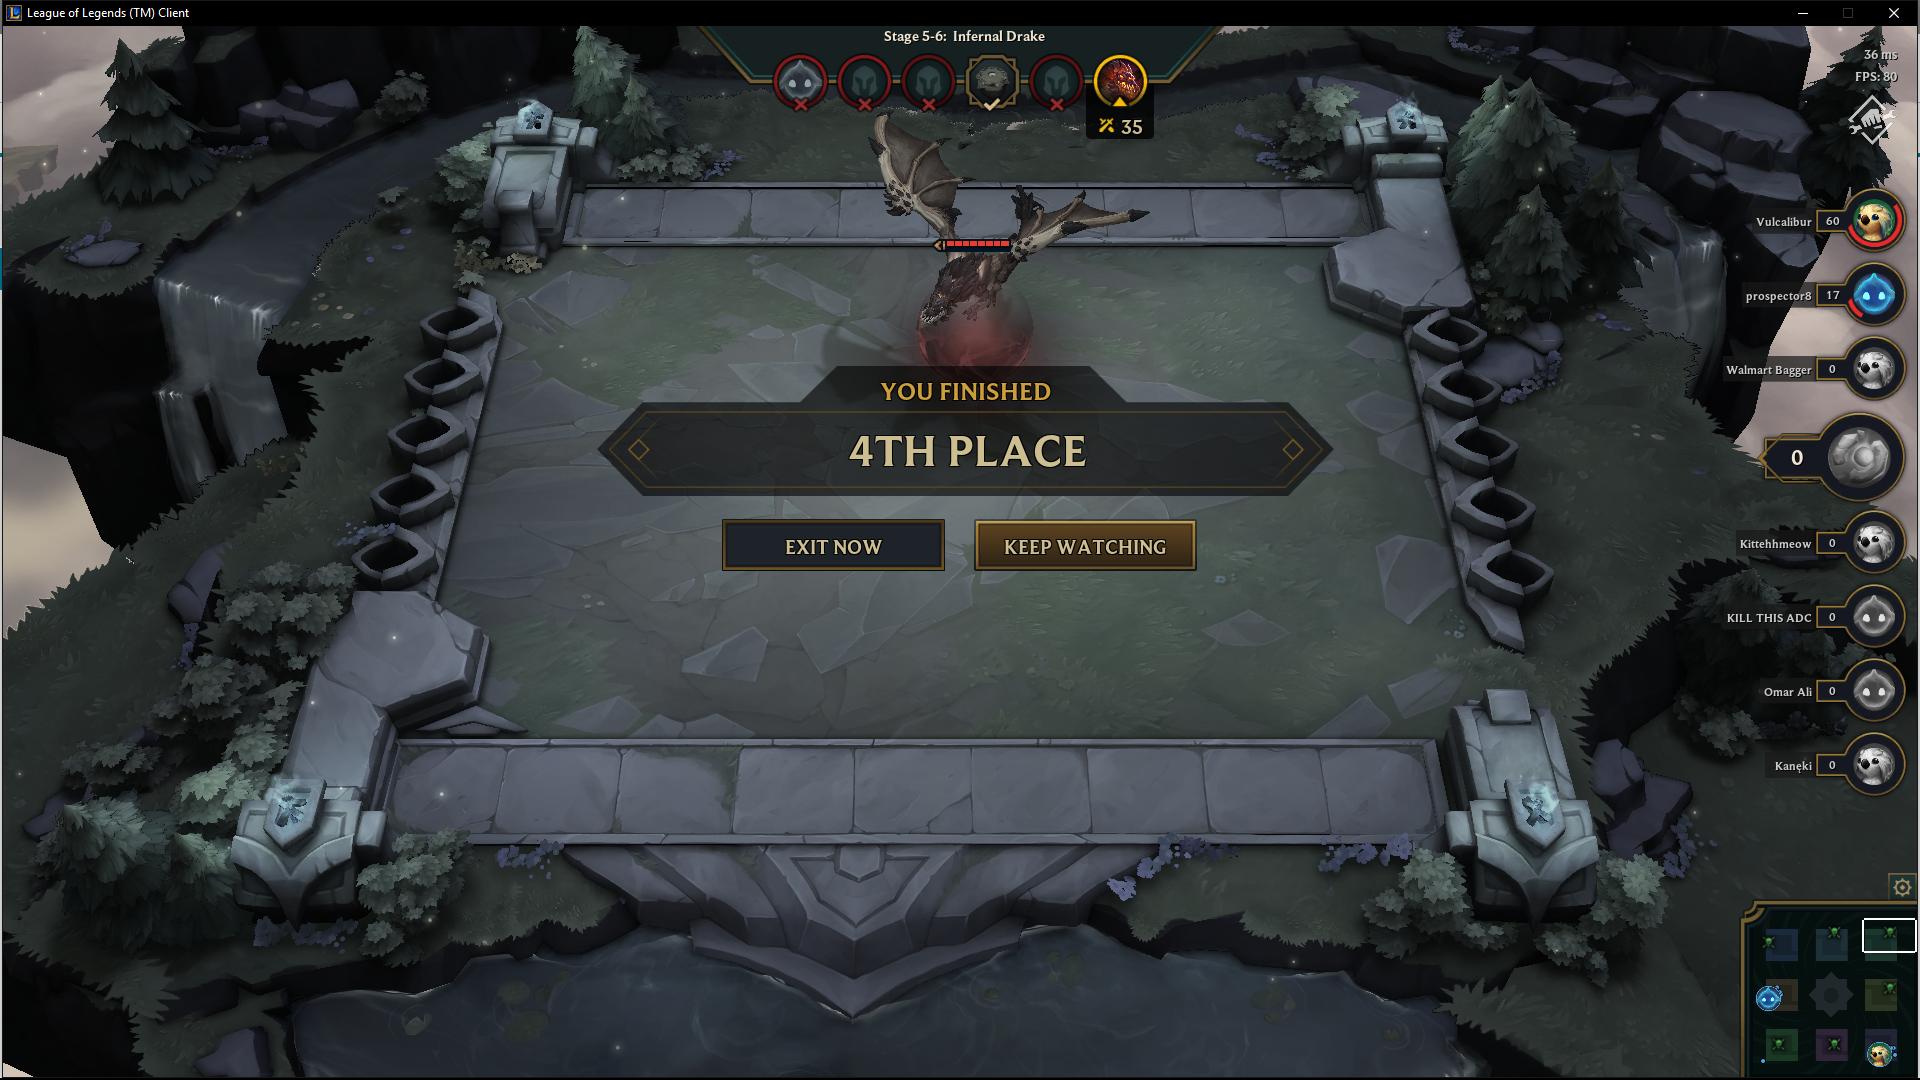 League of Legends (TM) Client
Stage 5-6: Infernal Drake
36 ms
FPS: 80
35
Vulcalibur 60
prospector8 17
Walmart Bagger 0
YOU FINISHED
4TH PLACE
0
EXIT NOW
KEEP WATCHING
Kittehhmeow 0
KILL THIS ADC 0
Omar Ali 0
Kanęki 0